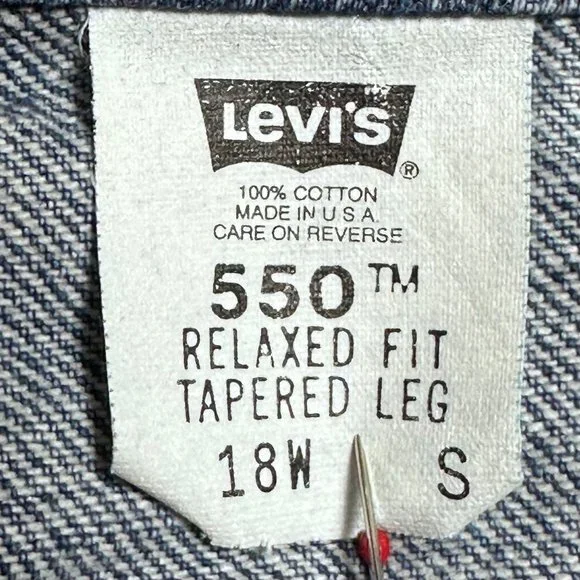 Levi's
®
100% COTTON
MADE IN U S A
CARE ON REVERSE
550™
RELAXED FIT
TAPERED LEG
18W S